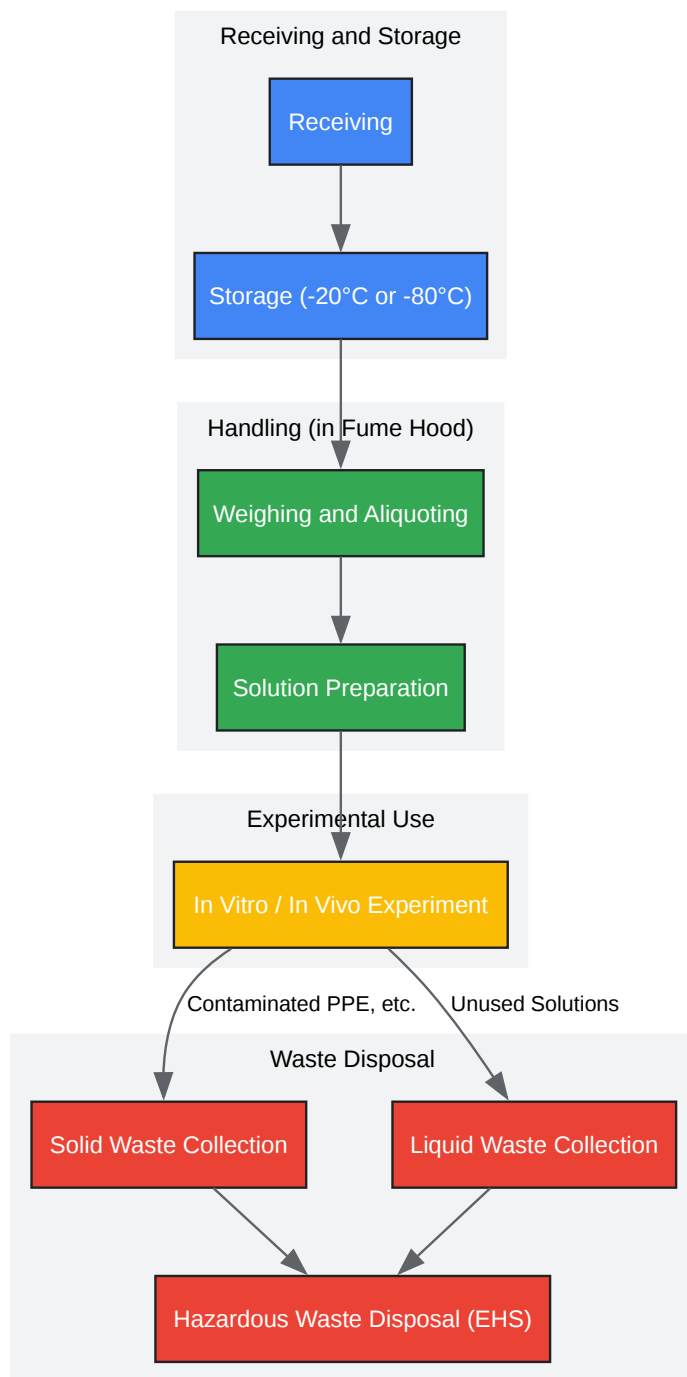 Receiving and Storage
Receiving
Storage (-20°C or -80°C)
Handling (in Fume Hood)
Weighing and Aliquoting
Solution Preparation
Experimental Use
In Vitro / In Vivo Experiment
Contaminated PPE, etc.
Unused Solutions
Waste Disposal
Solid Waste Collection
Liquid Waste Collection
Hazardous Waste Disposal (EHS)